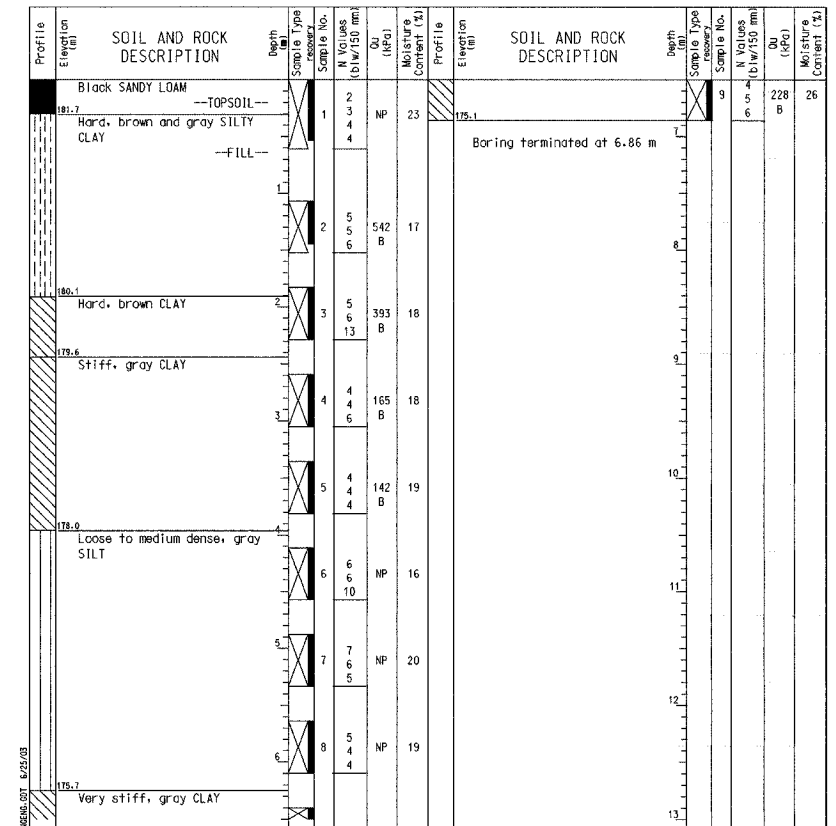 Profile
Elevation (m)
SOIL AND ROCK
DESCRIPTION
Depth (m)
Sample Type
recovery
Sample No.
N Values
(blw/150 mm)
Qu
(kPa)
Moisture
Content (%)
Black SANDY LOAM
--TOPSOIL--
181.7
Hard, brown and gray SILTY
CLAY
--FILL--
1
2
3
4
4
NP
23
1
2
5
5
6
542
B
17
180.1
Hard, brown CLAY
2
3
5
6
13
393
B
18
179.6
Stiff, gray CLAY
4
4
4
6
165
B
18
3
5
4
4
4
142
B
19
178.0
4
Loose to medium dense, gray
SILT
6
6
6
10
NP
16
5
7
7
6
5
NP
20
8
5
4
4
NP
19
6
175.7
Very stiff, gray CLAY
6/25/03
Profile
Elevation (m)
SOIL AND ROCK
DESCRIPTION
Depth (m)
Sample Type
recovery
Sample No.
N Values
(blw/150 mm)
Qu
(kPa)
Moisture
Content (%)
9
4
5
6
228
B
26
175.1
7
Boring terminated at 6.86 m
8
9
10
11
12
13